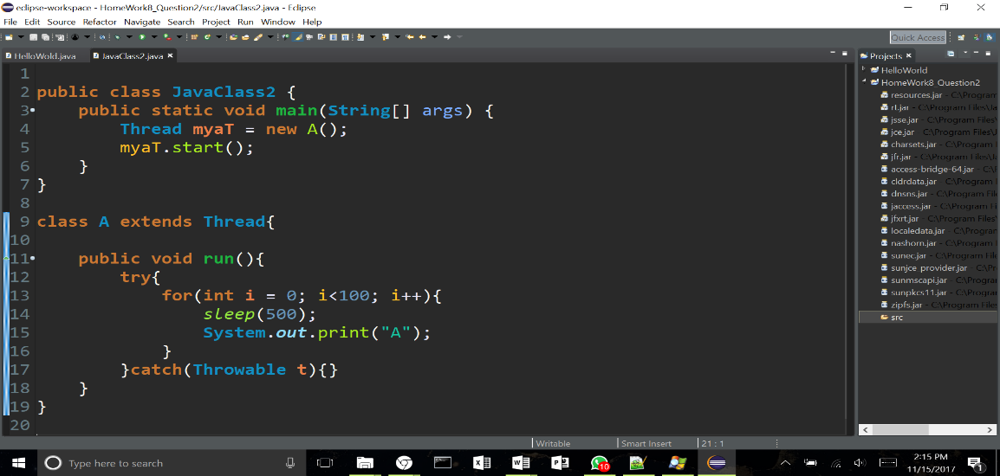 eclipse-workspace - HomeWork8_Question2/src/JavaClass2.java - Eclipse
File Edit Source Refactor Navigate Search Project Run Window Help
Quick Access
HelloWold.java JavaClass2.java
Projects
1
2 public class JavaClass2 {
3 public static void main(String[] args) {
4 Thread myaT = new A();
5 myaT.start();
6 }
7 }
8
9 class A extends Thread{
10
11 public void run(){
12 try{
13 for(int i = 0; i<100; i++){
14 sleep(500);
15 System.out.print("A");
16 }
17 }catch(Throwable t){}
18 }
19 }
20
HelloWorld
HomeWork8_Question2
resources.jar - C:\Program
rt.jar - C:\Program Files\Ja
jsse.jar - C:\Program Files
jce.jar - C:\Program Files\
charsets.jar - C:\Program
jfr.jar - C:\Program Files\Ja
access-bridge-64.jar - C:\
cldrdata.jar - C:\Program
dnsns.jar - C:\Program File
jaccess.jar - C:\Program F
jfxrt.jar - C:\Program Files
localedata.jar - C:\Program
nashorn.jar - C:\Program
sunec.jar - C:\Program File
sunjce_provider.jar - C:\Pr
sunmscapi.jar - C:\Progra
sunpkcs11.jar - C:\Progra
zipfs.jar - C:\Program Files
src
Writable Smart Insert 21 : 1
Type here to search
10
2:15 PM
11/15/2017
1